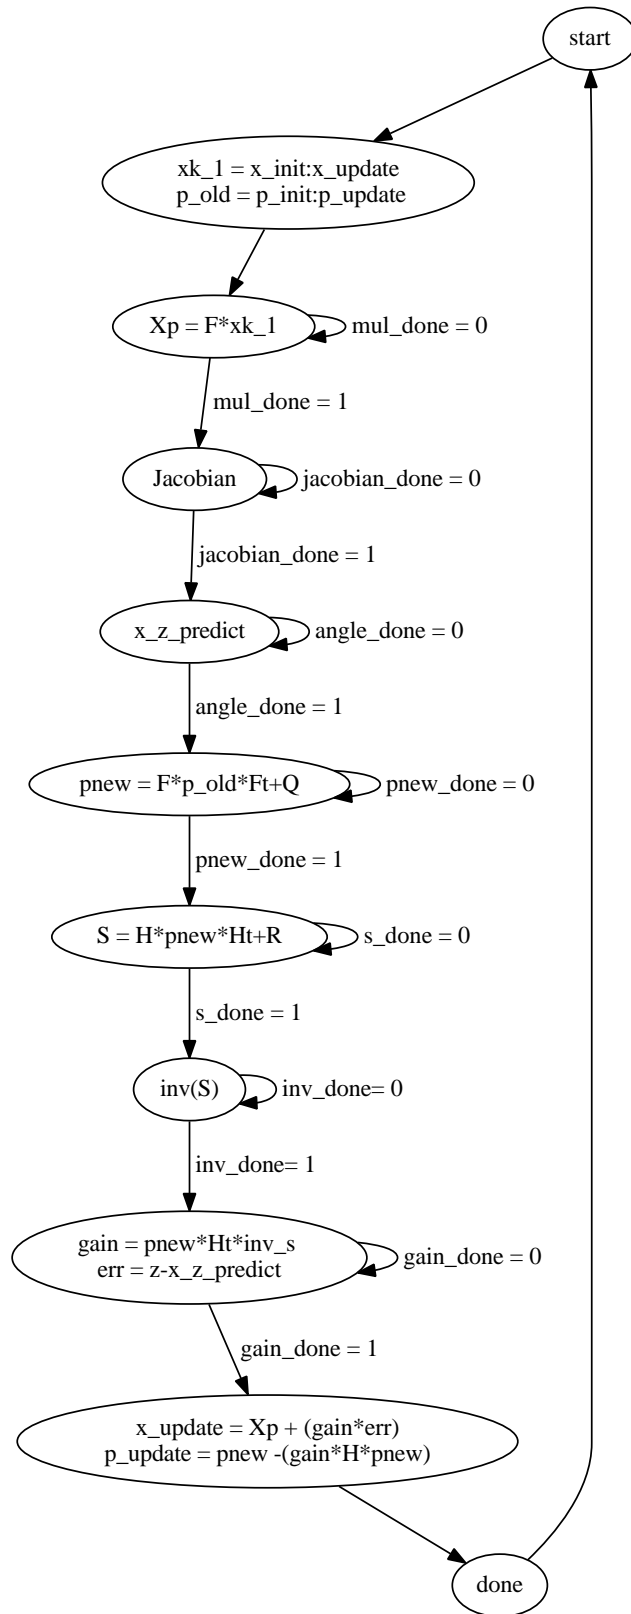 start
xk_1 = x_init:x_update
p_old = p_init:p_update
Xp = F*xk_1
mul_done = 0
mul_done = 1
Jacobian
jacobian_done = 0
jacobian_done = 1
x_z_predict
angle_done = 0
angle_done = 1
pnew = F*p_old*Ft+Q
pnew_done = 0
pnew_done = 1
S = H*pnew*Ht+R
s_done = 0
s_done = 1
inv(S)
inv_done= 0
inv_done= 1
gain = pnew*Ht*inv_s
err = z-x_z_predict
gain_done = 0
gain_done = 1
x_update = Xp + (gain*err)
p_update = pnew -(gain*H*pnew)
done